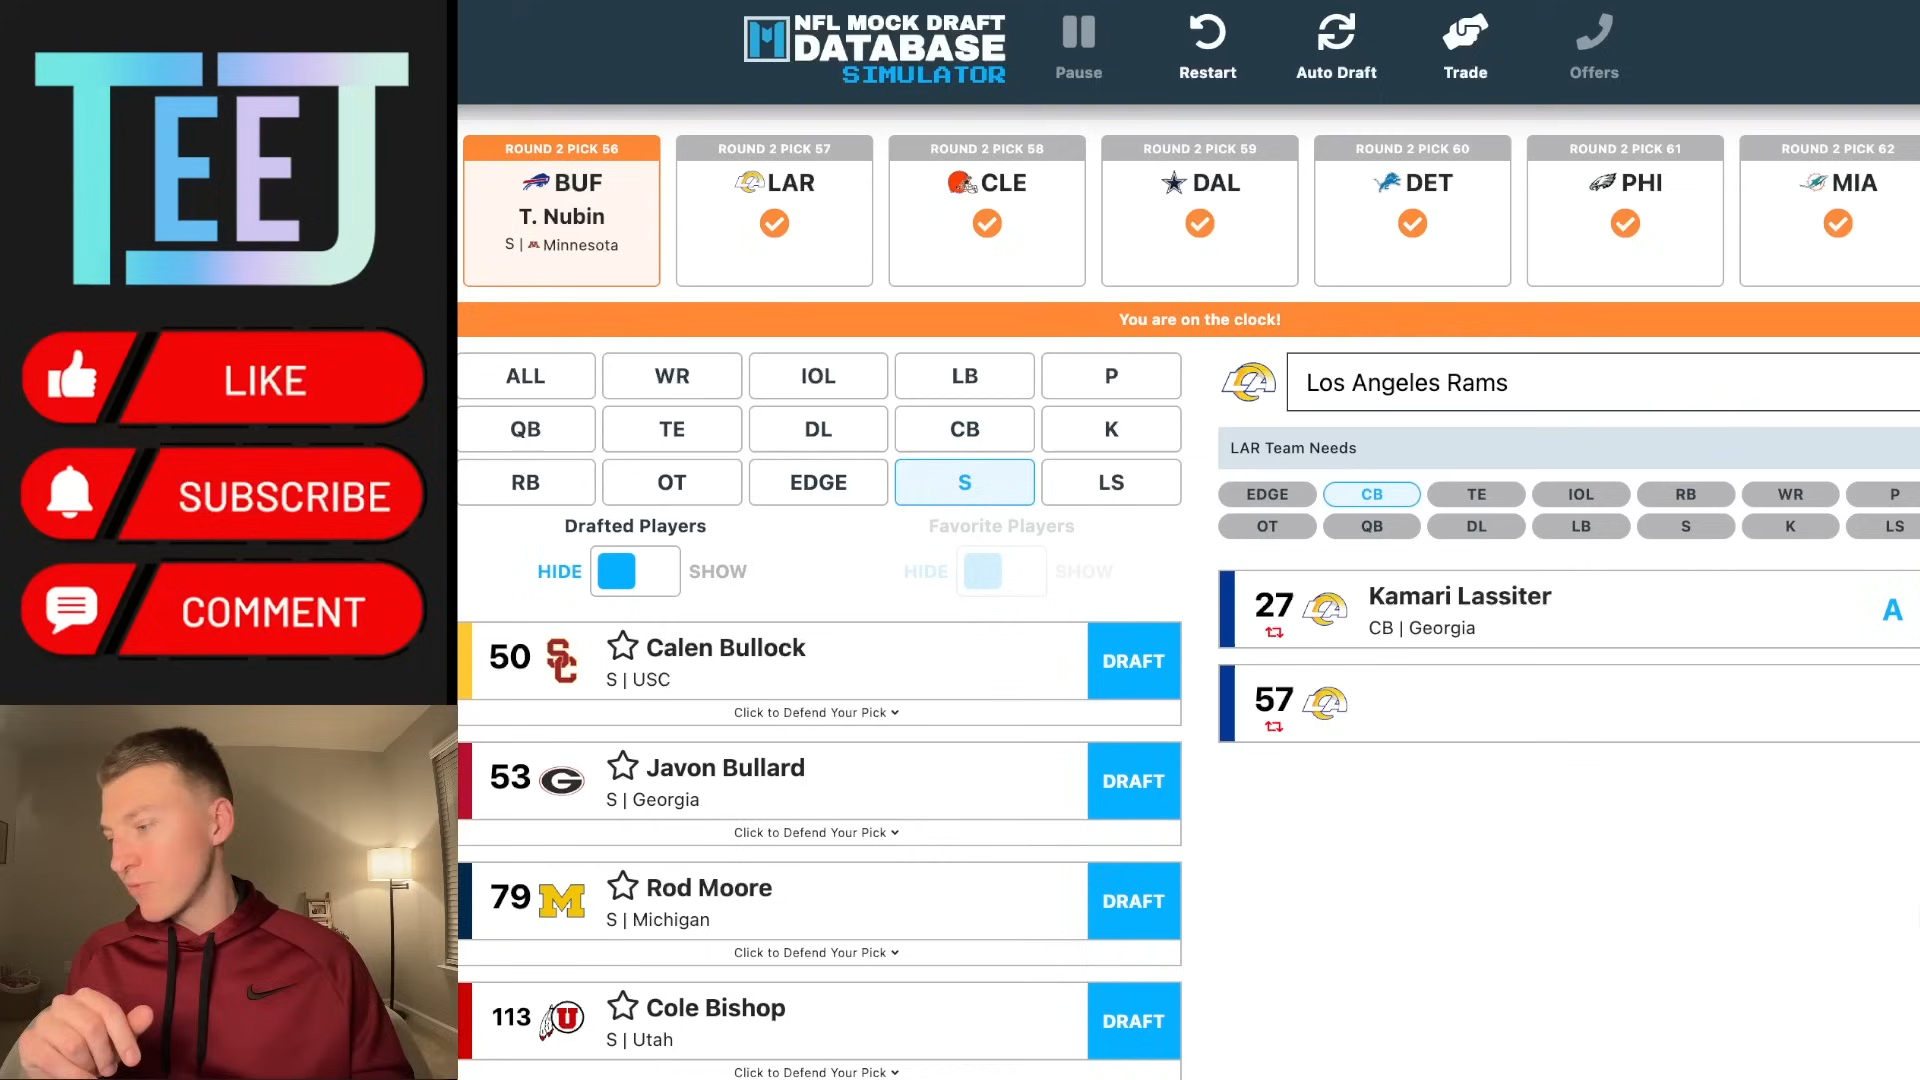 TEEJ
LIKE
SUBSCRIBE
COMMENT
NFL MOCK DRAFT
DATABASE
SIMULATOR
Pause
Restart
Auto Draft
Trade
Offers
ROUND 2 PICK 56
BUF
T. Nubin
S | Minnesota
ROUND 2 PICK 57
LAR
ROUND 2 PICK 58
CLE
ROUND 2 PICK 59
DAL
ROUND 2 PICK 60
DET
ROUND 2 PICK 61
PHI
ROUND 2 PICK 62
MIA
You are on the clock!
ALL WR IOL LB P
QB TE DL CB K
RB OT EDGE S LS
Drafted Players
HIDE SHOW
Favorite Players
HIDE SHOW
50 Calen Bullock
S | USC
DRAFT
Click to Defend Your Pick
53 Javon Bullard
S | Georgia
DRAFT
Click to Defend Your Pick
79 Rod Moore
S | Michigan
DRAFT
Click to Defend Your Pick
113 Cole Bishop
S | Utah
DRAFT
Click to Defend Your Pick
Los Angeles Rams
LAR Team Needs
EDGE CB TE IOL RB WR P
OT QB DL LB S K LS
27 Kamari Lassiter
CB | Georgia
A
57